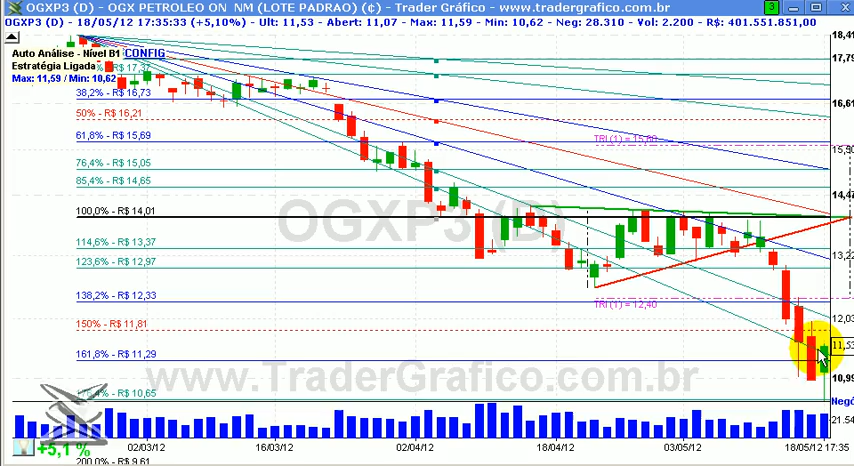 OGXP3 (D) - OGX PETROLEO ON NM (LOTE PADRAO) (¢) - Trader Gráfico - www.tradergrafico.com.br
P3
OGXP3 (D) - 18/05/12 17:35:33 (+5,10%) - Ult: 11,53 - Abert: 11,07 - Max: 11,59 - Min: 10,62 - Neg: 28.310 - Vol: 2.200 - R$: 401.551.851,00
18,41
Auto Análise - Nível B1 CONFIG
17,79
Estratégia Ligada
R$ 17,37
Max: 11,59 / Min: 10,62
38,2% - R$ 16,73
50% - R$ 16,21
61,8% - R$ 15,69
TRI (1) = 15,60
76,4% - R$ 15,05
85,4% - R$ 14,65
100,0% - R$ 14,01
OGXP3 (D)
114,6% - R$ 13,37
13,22
123,6% - R$ 12,97
138,2% - R$ 12,33
TRI (1) = 12,40
12,03
150% - R$ 11,81
11,53
161,8% - R$ 11,29
www.TraderGrafico.com.br
10,99
R$ 10,65
Negó
21.54
+5,1 %
02/03/12
16/03/12
02/04/12
18/04/12
03/05/12
18/05/12 17:35
200,0% - R$ 9,61